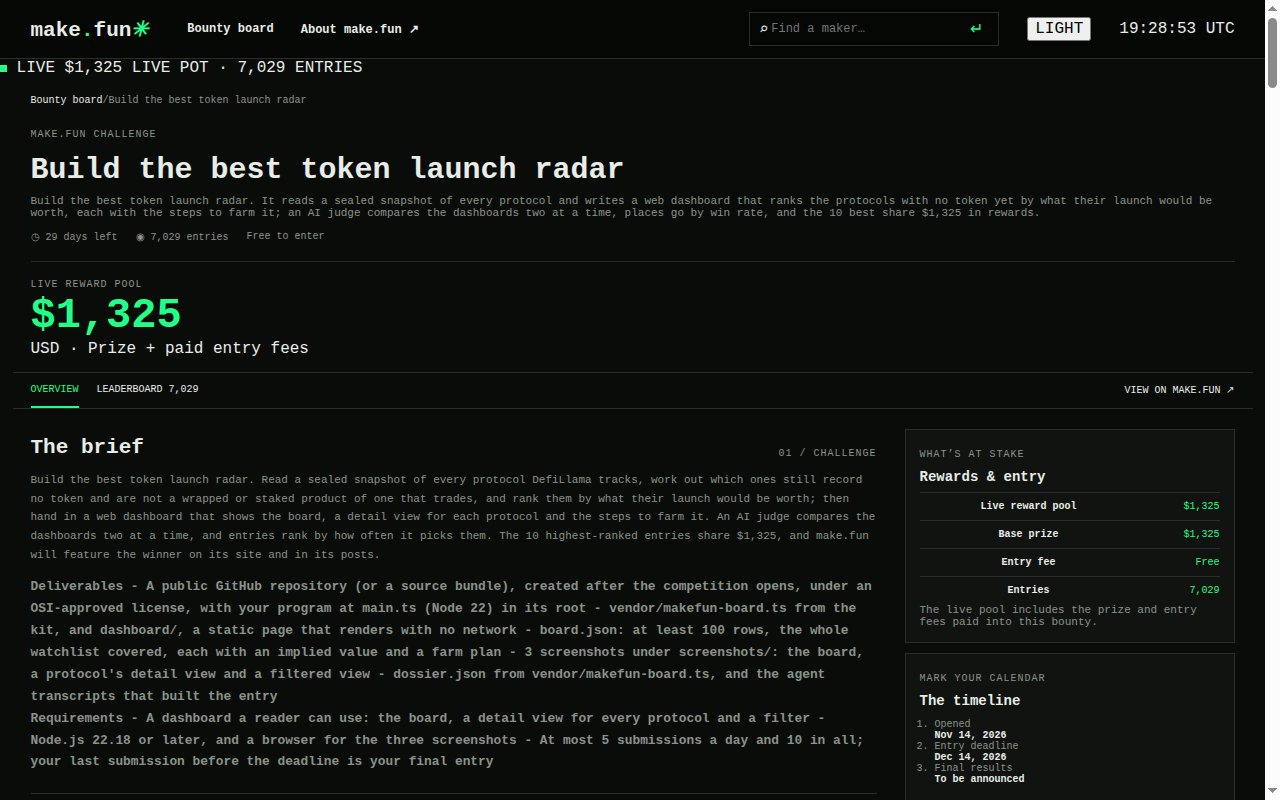 make.fun✳
Bounty board
About make.fun ↗
⌕ Find a maker… ↵
LIGHT
19:28:53 UTC
LIVE $1,325 LIVE POT · 7,029 ENTRIES
Bounty board/Build the best token launch radar
MAKE.FUN CHALLENGE
Build the best token launch radar
Build the best token launch radar. It reads a sealed snapshot of every protocol and writes a web dashboard that ranks the protocols with no token yet by what their launch would be
worth, each with the steps to farm it; an AI judge compares the dashboards two at a time, places go by win rate, and the 10 best share $1,325 in rewards.
◷ 29 days left ◉ 7,029 entries Free to enter
LIVE REWARD POOL
$1,325
USD · Prize + paid entry fees
OVERVIEW
LEADERBOARD 7,029
VIEW ON MAKE.FUN ↗
The brief
01 / CHALLENGE
Build the best token launch radar. Read a sealed snapshot of every protocol DefiLlama tracks, work out which ones still record
no token and are not a wrapped or staked product of one that trades, and rank them by what their launch would be worth; then
hand in a web dashboard that shows the board, a detail view for each protocol and the steps to farm it. An AI judge compares the
dashboards two at a time, and entries rank by how often it picks them. The 10 highest-ranked entries share $1,325, and make.fun
will feature the winner on its site and in its posts.
Deliverables - A public GitHub repository (or a source bundle), created after the competition opens, under an
OSI-approved license, with your program at main.ts (Node 22) in its root - vendor/makefun-board.ts from the
kit, and dashboard/, a static page that renders with no network - board.json: at least 100 rows, the whole
watchlist covered, each with an implied value and a farm plan - 3 screenshots under screenshots/: the board,
a protocol's detail view and a filtered view - dossier.json from vendor/makefun-board.ts, and the agent
transcripts that built the entry
Requirements - A dashboard a reader can use: the board, a detail view for every protocol and a filter -
Node.js 22.18 or later, and a browser for the three screenshots - At most 5 submissions a day and 10 in all;
your last submission before the deadline is your final entry
WHAT’S AT STAKE
Rewards & entry
Live reward pool $1,325
Base prize $1,325
Entry fee Free
Entries 7,029
The live pool includes the prize and entry
fees paid into this bounty.
MARK YOUR CALENDAR
The timeline
1. Opened
Nov 14, 2026
2. Entry deadline
Dec 14, 2026
3. Final results
To be announced